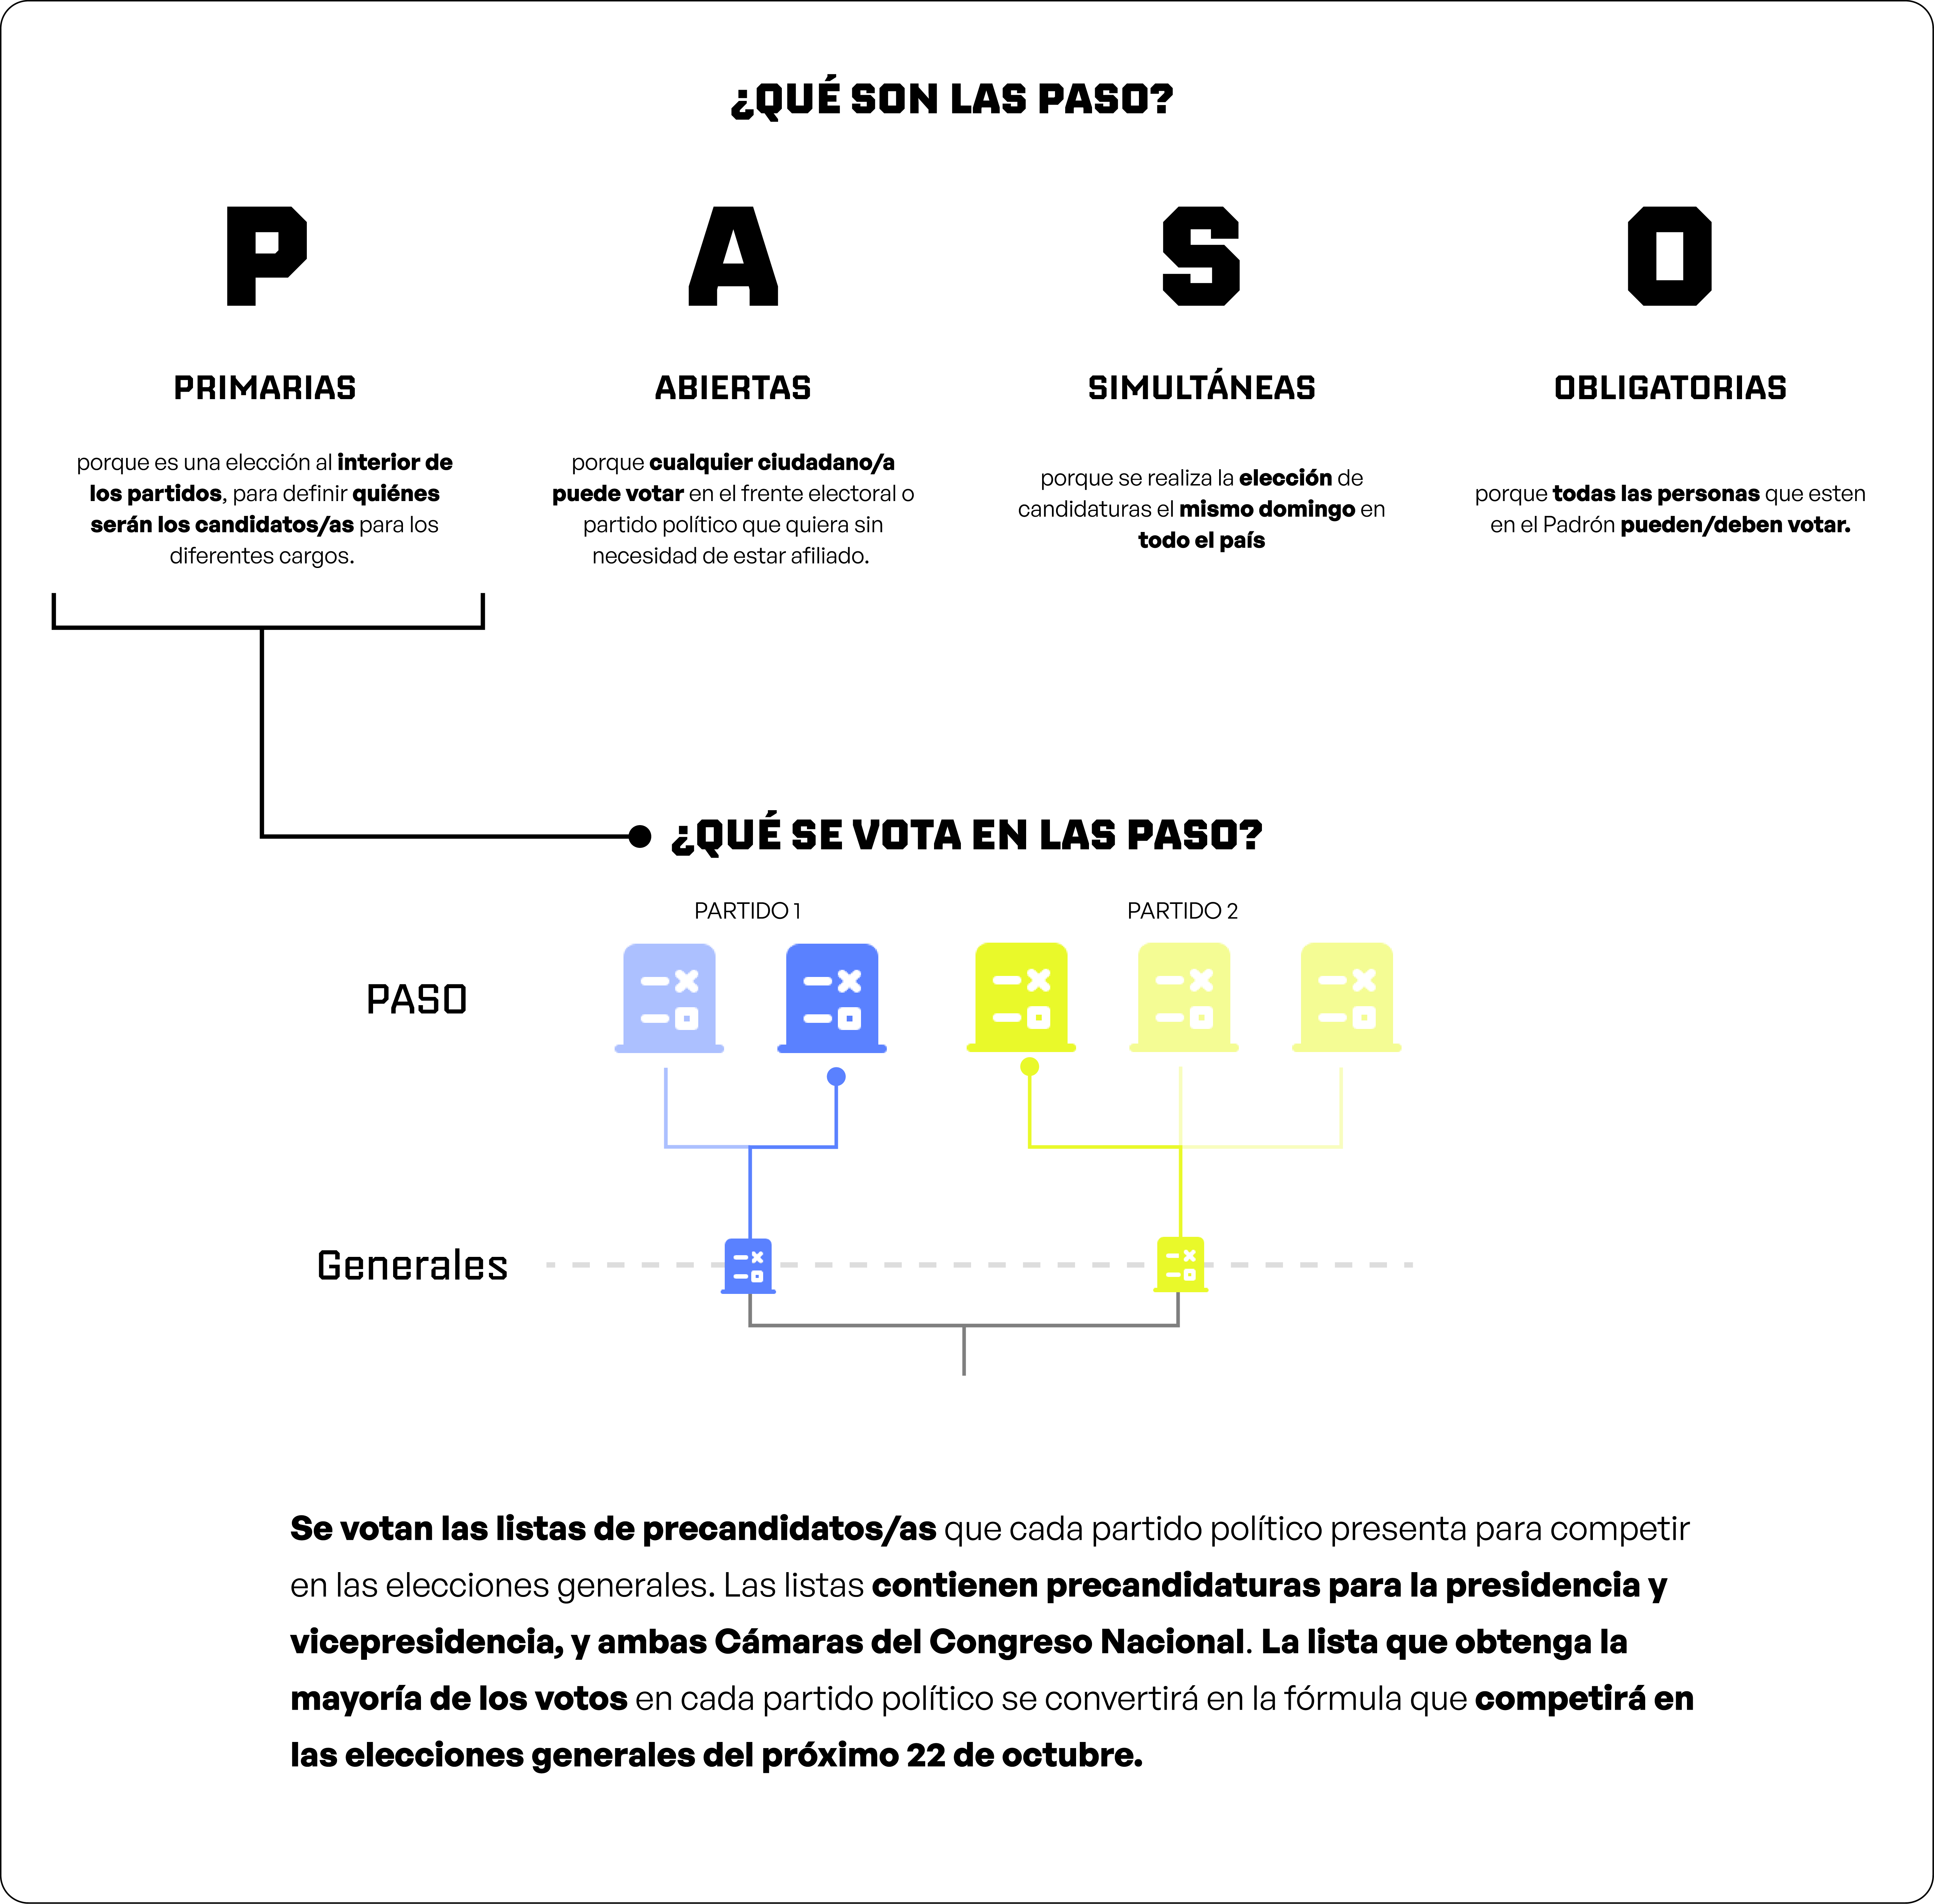 ¿QUÉ SON LAS PASO?
P
A
S
O
PRIMARIAS
porque es una elección al interior de
los partidos, para definir quiénes
serán los candidatos/as para los
diferentes cargos.
ABIERTAS
porque cualquier ciudadano/a
puede votar en el frente electoral o
partido político que quiera sin
necesidad de estar afiliado.
SIMULTÁNEAS
porque se realiza la elección de
candidaturas el mismo domingo en
todo el país
OBLIGATORIAS
porque todas las personas que esten
en el Padrón pueden/deben votar.
¿QUÉ SE VOTA EN LAS PASO?
PARTIDO 1
PARTIDO 2
PASO
Generales
Se votan las listas de precandidatos/as que cada partido político presenta para competir
en las elecciones generales. Las listas contienen precandidaturas para la presidencia y
vicepresidencia, y ambas Cámaras del Congreso Nacional. La lista que obtenga la
mayoría de los votos en cada partido político se convertirá en la fórmula que competirá en
las elecciones generales del próximo 22 de octubre.